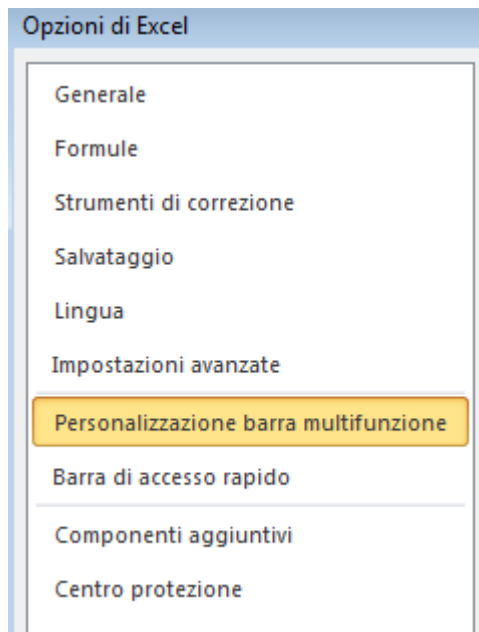 Opzioni di Excel
Generale
Formule
Strumenti di correzione
Salvataggio
Lingua
Impostazioni avanzate
Personalizzazione barra multifunzione
Barra di accesso rapido
Componenti aggiuntivi
Centro protezione